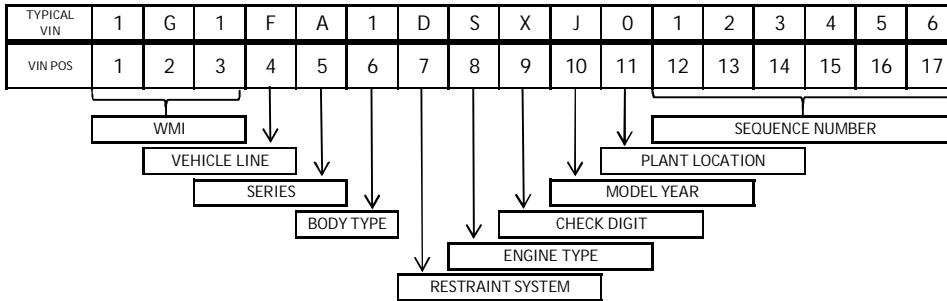 TYPICAL VIN 1 G 1 F A 1 D S X J 0 1 2 3 4 5 6
VIN POS 1 2 3 4 5 6 7 8 9 10 11 12 13 14 15 16 17
WMI SEQUENCE NUMBER
VEHICLE LINE PLANT LOCATION
SERIES MODEL YEAR
BODY TYPE CHECK DIGIT
ENGINE TYPE
RESTRAINT SYSTEM